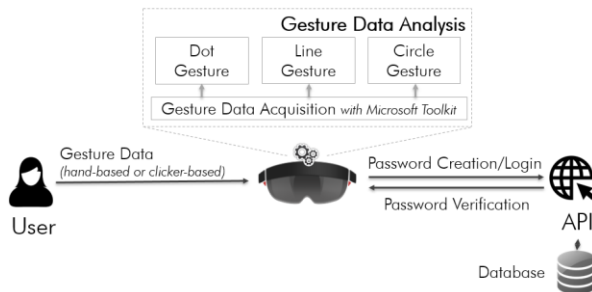 Gesture Data Analysis
Dot
Gesture
Line
Gesture
Circle
Gesture
Gesture Data Acquisition with Microsoft Toolkit
Gesture Data
(hand-based or clicker-based)
User
Password Creation/Login
Password Verification
API
Database